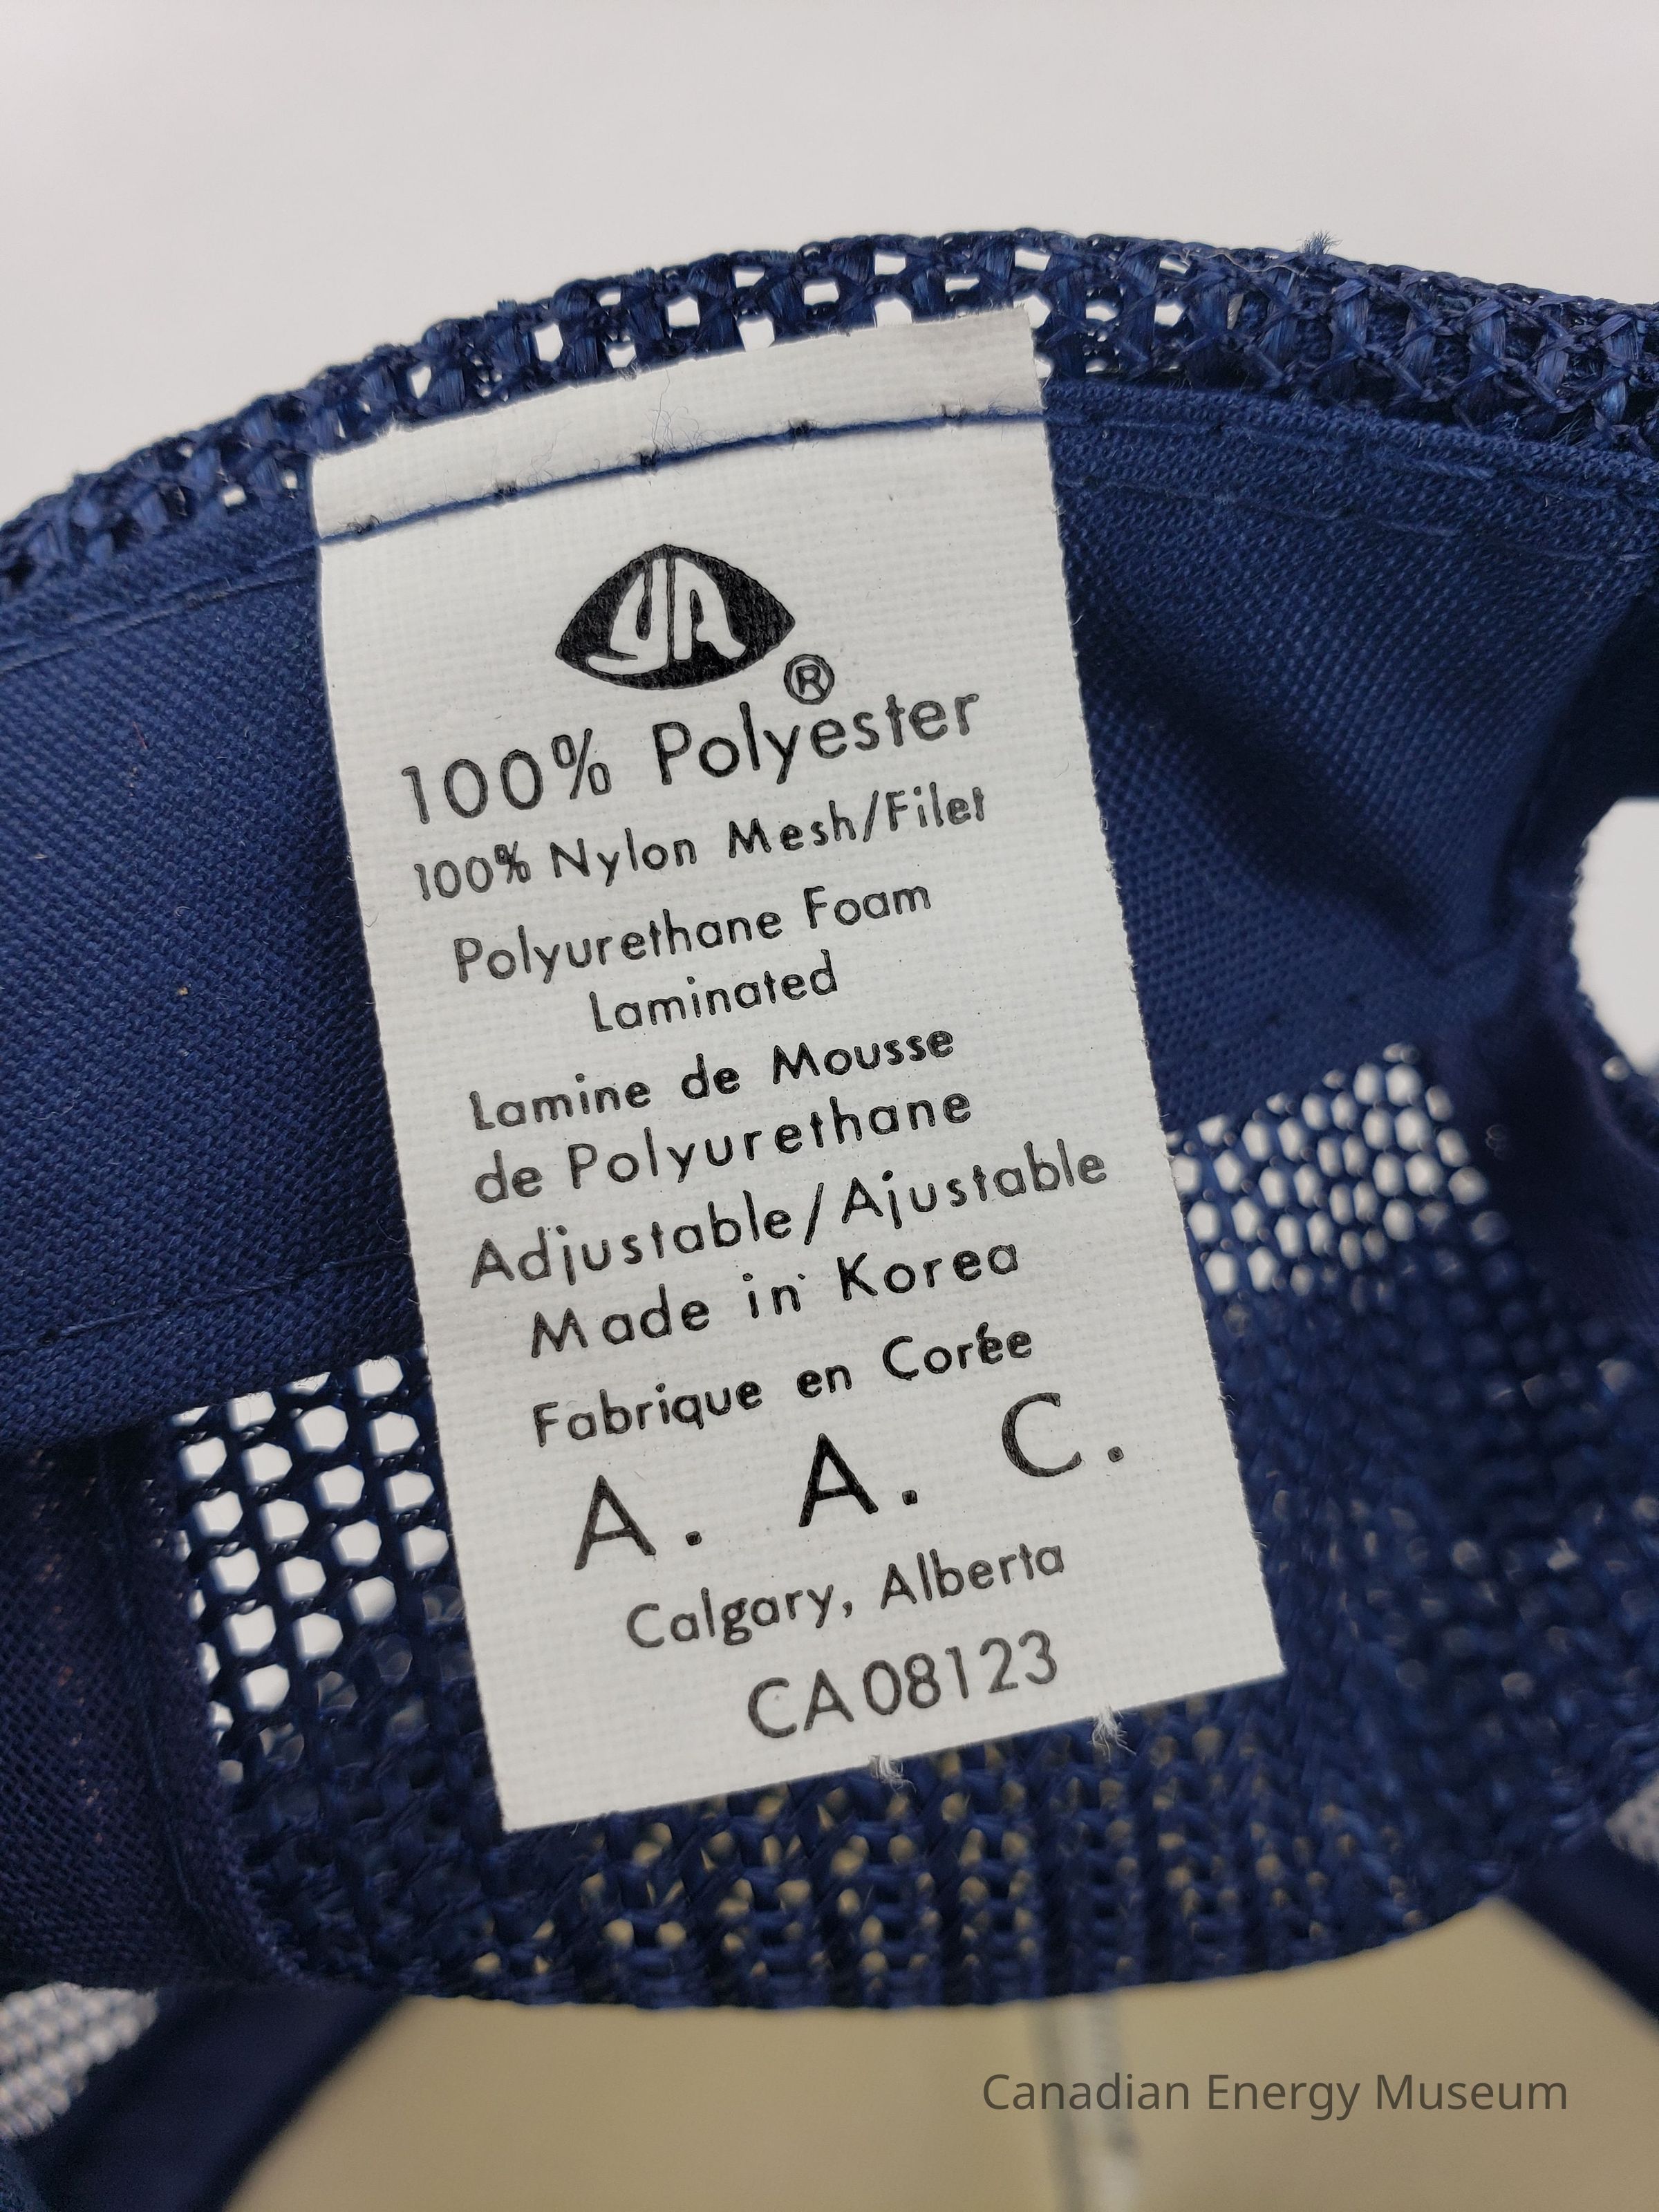 YA
®
100% Polyester
100% Nylon Mesh/Filet
Polyurethane Foam
Laminated
Lamine de Mousse
de Polyurethane
Adjustable/Ajustable
Made in Korea
Fabrique en Corée
A. A. C.
Calgary, Alberta
CA08123
Canadian Energy Museum